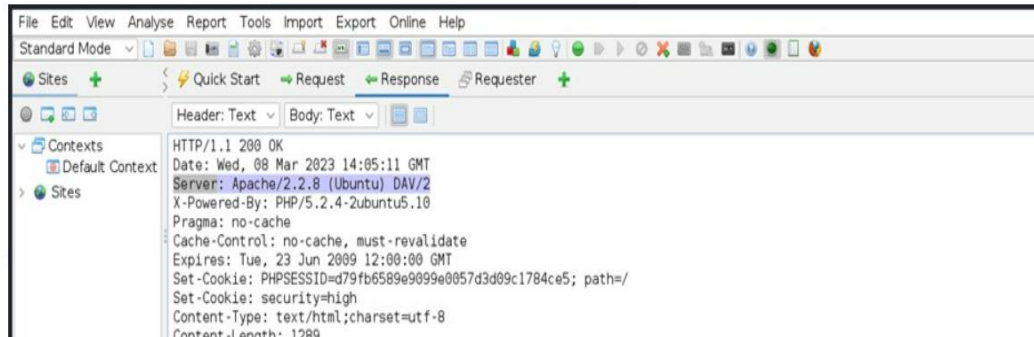 File Edit View Analyse Report Tools Import Export Online Help
Standard Mode
Sites Quick Start Request Response Requester
Header: Text Body: Text
Contexts
Default Context
Sites
HTTP/1.1 200 OK
Date: Wed, 08 Mar 2023 14:05:11 GMT
Server: Apache/2.2.8 (Ubuntu) DAV/2
X-Powered-By: PHP/5.2.4-2ubuntu5.10
Pragma: no-cache
Cache-Control: no-cache, must-revalidate
Expires: Tue, 23 Jun 2009 12:00:00 GMT
Set-Cookie: PHPSESSID=d79fb6589e9099e0057d3d09c1784ce5; path=/
Set-Cookie: security=high
Content-Type: text/html;charset=utf-8
Content-Length: 1289